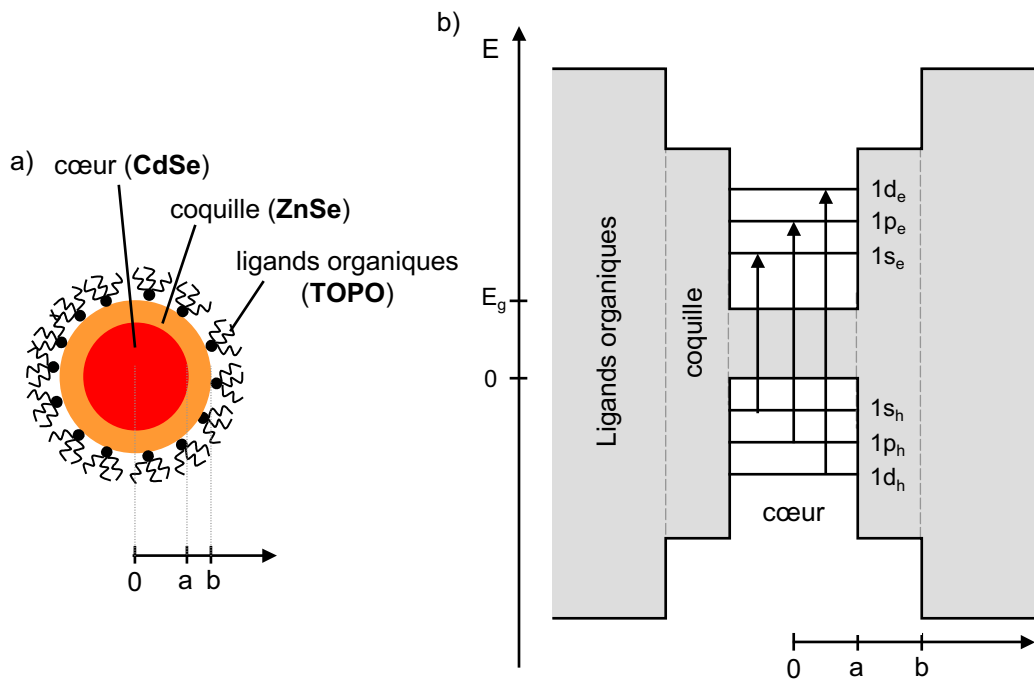 a)
cœur (CdSe)
coquille (ZnSe)
ligands organiques
(TOPO)
0 a b
b)
E
E_g
0
Ligands organiques
coquille
1d_e
1p_e
1s_e
1s_h
1p_h
1d_h
cœur
0 a b